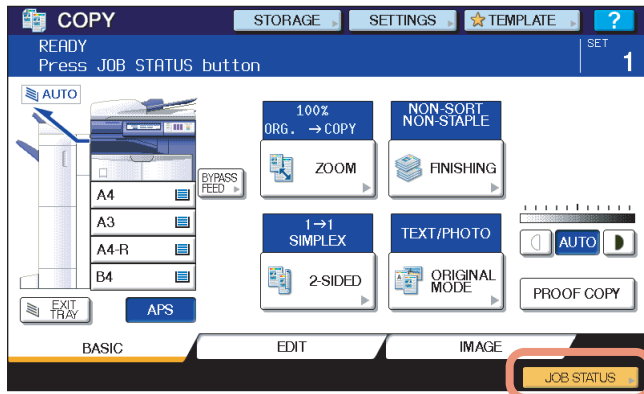 COPY
STORAGE
SETTINGS
TEMPLATE
?
READY
Press JOB STATUS button
SET
1
AUTO
A4
A3
A4-R
B4
BYPASS
FEED
EXIT
TRAY
APS
100%
ORG. →COPY
ZOOM
NON-SORT
NON-STAPLE
FINISHING
1→1
SIMPLEX
2-SIDED
TEXT/PHOTO
ORIGINAL
MODE
AUTO
PROOF COPY
BASIC
EDIT
IMAGE
JOB STATUS